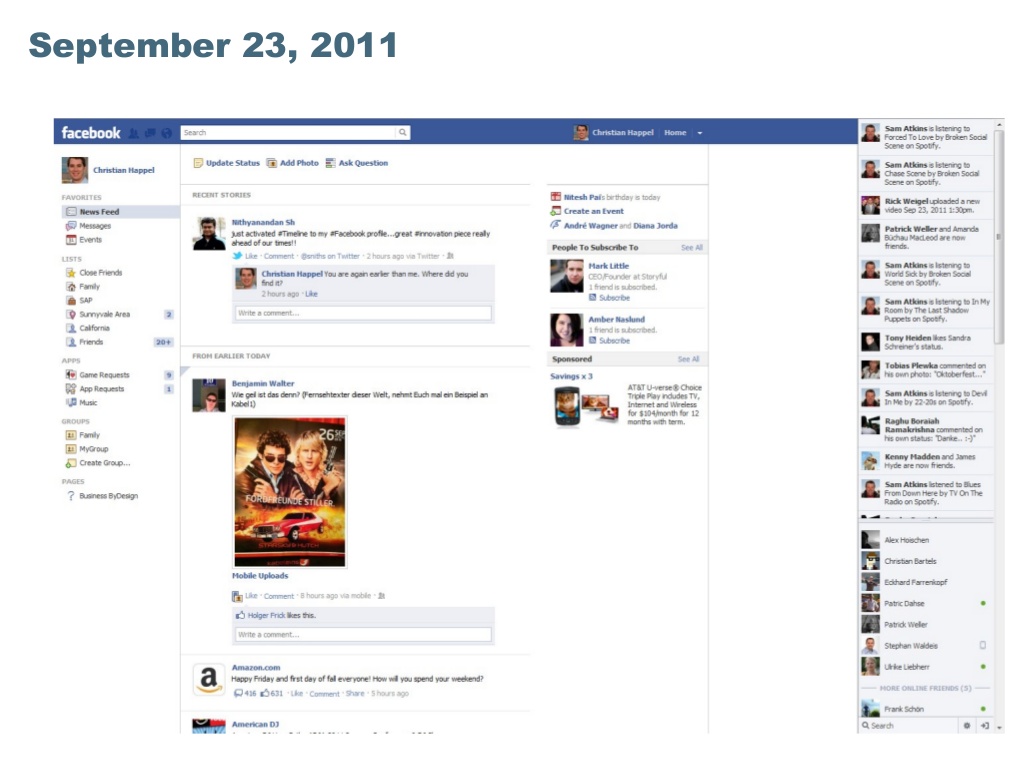 September 23, 2011
facebook
Search
Christian Happel
Home
Christian Happel
FAVORITES
News Feed
Messages
Events
LISTS
Close Friends
Family
SAP
Sunnyvale Area 2
California
Friends 20+
APPS
Game Requests 9
App Requests 1
Music
GROUPS
Family
MyGroup
Create Group...
PAGES
Business ByDesign
Update Status Add Photo Ask Question
RECENT STORIES
Nithyanandan Sh
just activated #Timeline to my #Facebook profile...great #innovation piece really
ahead of our times!!
Like · Comment · @sniths on Twitter · 2 hours ago via Twitter ·
Christian Happel You are again earlier than me. Where did you
find it?
2 hours ago · Like
Write a comment...
FROM EARLIER TODAY
Benjamin Walter
Wie geil ist das denn? (Fernsehtexter dieser Welt, nehmt Euch mal ein Beispiel an
Kabel1)
FÖRDEFREUNDE STILLER.
STARSKY & HUTCH
Mobile Uploads
Like · Comment · 8 hours ago via mobile ·
Holger Frick likes this.
Write a comment...
Amazon.com
Happy Friday and first day of fall everyone! How will you spend your weekend?
416 631 · Like · Comment · Share · 5 hours ago
American DJ
Nitesh Pai's birthday is today
Create an Event
André Wagner and Diana Jorda
People To Subscribe To See All
Mark Little
CEO/Founder at Storyful
1 friend is subscribed.
Subscribe
Amber Naslund
1 friend is subscribed.
Subscribe
Sponsored See All
Savings x 3
AT&T U-verse® Choice
Triple Play includes TV,
Internet and Wireless
for $104/month for 12
months with term.
Sam Atkins is listening to
Forced To Love by Broken Social
Scene on Spotify.
Sam Atkins is listening to
Chase Scene by Broken Social
Scene on Spotify.
Rick Weigel uploaded a new
video Sep 23, 2011 1:30pm.
Patrick Weller and Amanda
Büchau MacLeod are now
friends.
Sam Atkins is listening to
World Sick by Broken Social
Scene on Spotify.
Sam Atkins is listening to In My
Room by The Last Shadow
Puppets on Spotify.
Tony Heiden likes Sandra
Schreiner's status.
Tobias Plewka commented on
his own photo: "Oktoberfest..."
Sam Atkins is listening to Devil
In Me by 22-20s on Spotify.
Raghu Boraiah
Ramakrishna commented on
his own status: "Danke.. :-)"
Kenny Madden and James
Hyde are now friends.
Sam Atkins listened to Blues
From Down Here by TV On The
Radio on Spotify.
Alex Hoischen
Christian Bartels
Eckhard Farrenkopf
Patric Dahse
Patrick Weller
Stephan Waldeis
Ulrike Liebherr
MORE ONLINE FRIENDS (5)
Frank Schön
Search